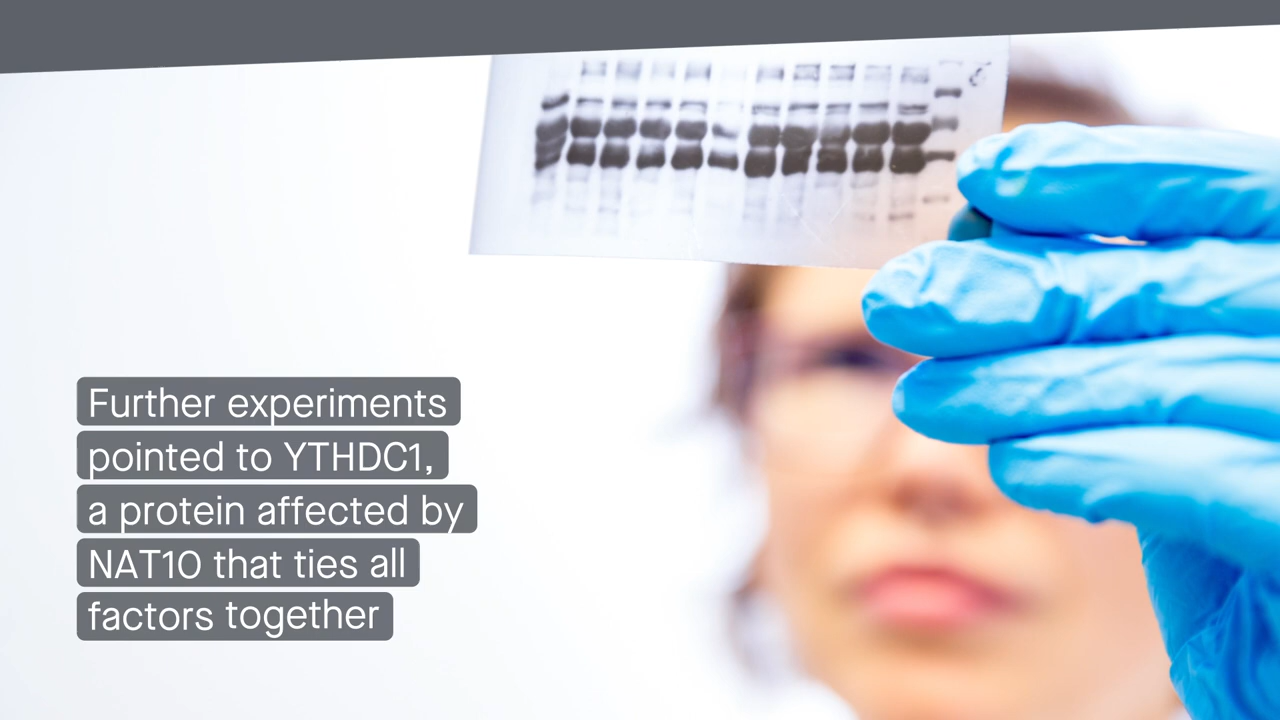 Further experiments
pointed to YTHDC1,
a protein affected by
NAT10 that ties all
factors together